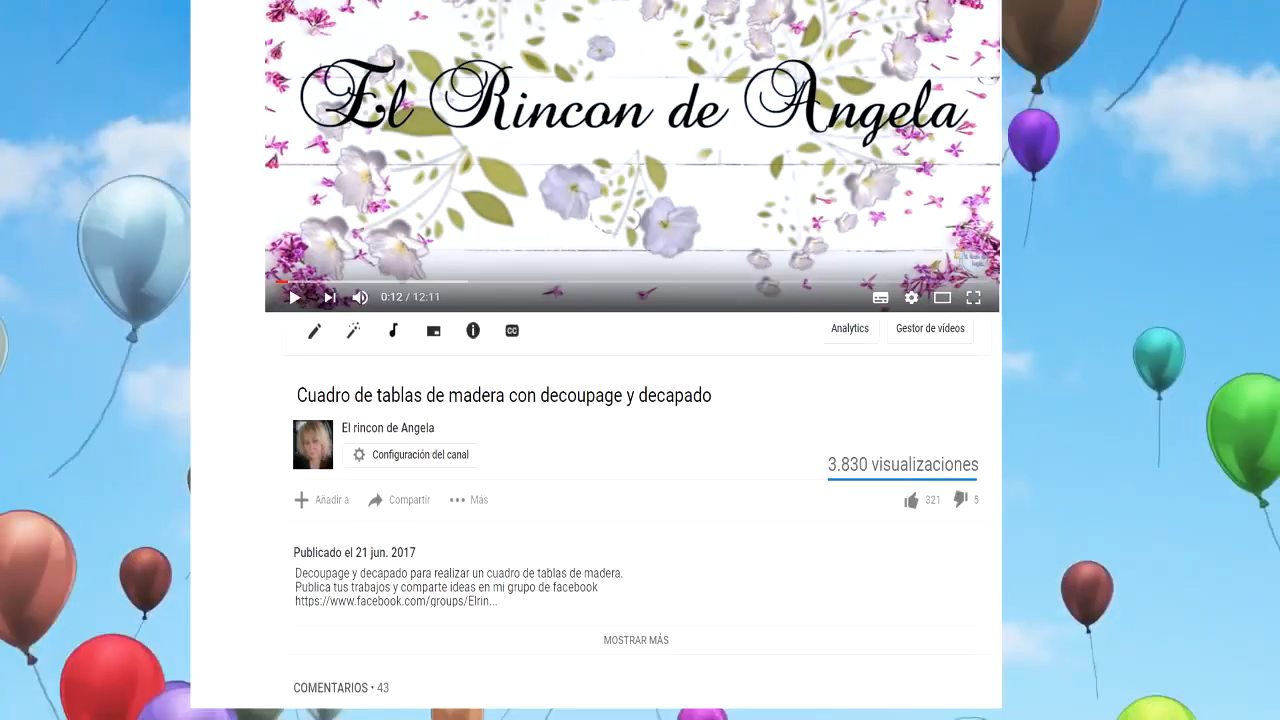 El Rincon de Angela
0:12 / 12:11
CC
Analytics
Gestor de vídeos
Cuadro de tablas de madera con decoupage y decapado
El rincon de Angela
Configuración del canal
3.830 visualizaciones
Añadir a
Compartir
Mas
321
5
Publicado el 21 jun. 2017
Decoupage y decapado para realizar un cuadro de tablas de madera.
Publica tus trabajos y comparte ideas en mi grupo de facebook
https://www.facebook.com/groups/Elrin...
MOSTRAR MÁS
COMENTARIOS • 43